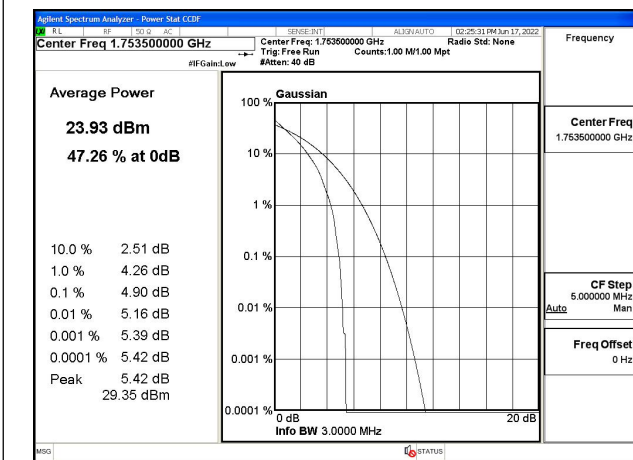 Agilent Spectrum Analyzer - Power Stat CCDF
RL RF 50 Ω AC SENSE:INT ALIGNAUTO 02:25:31 PM Jun 17, 2022
Center Freq 1.753500000 GHz
Center Freq: 1.753500000 GHz Radio Std: None
Trig: Free Run Counts:1.00 M/1.00 Mpt
#IFGain:Low #Atten: 40 dB
Frequency
Average Power
23.93 dBm
47.26 % at 0dB
10.0 % 2.51 dB
1.0 % 4.26 dB
0.1 % 4.90 dB
0.01 % 5.16 dB
0.001 % 5.39 dB
0.0001 % 5.42 dB
Peak 5.42 dB
29.35 dBm
Gaussian
100 %
10 %
1 %
0.1 %
0.01 %
0.001 %
0.0001 %
0 dB 20 dB
Info BW 3.0000 MHz
Center Freq
1.753500000 GHz
CF Step
5.000000 MHz
Auto Man
Freq Offset
0 Hz
MSG STATUS